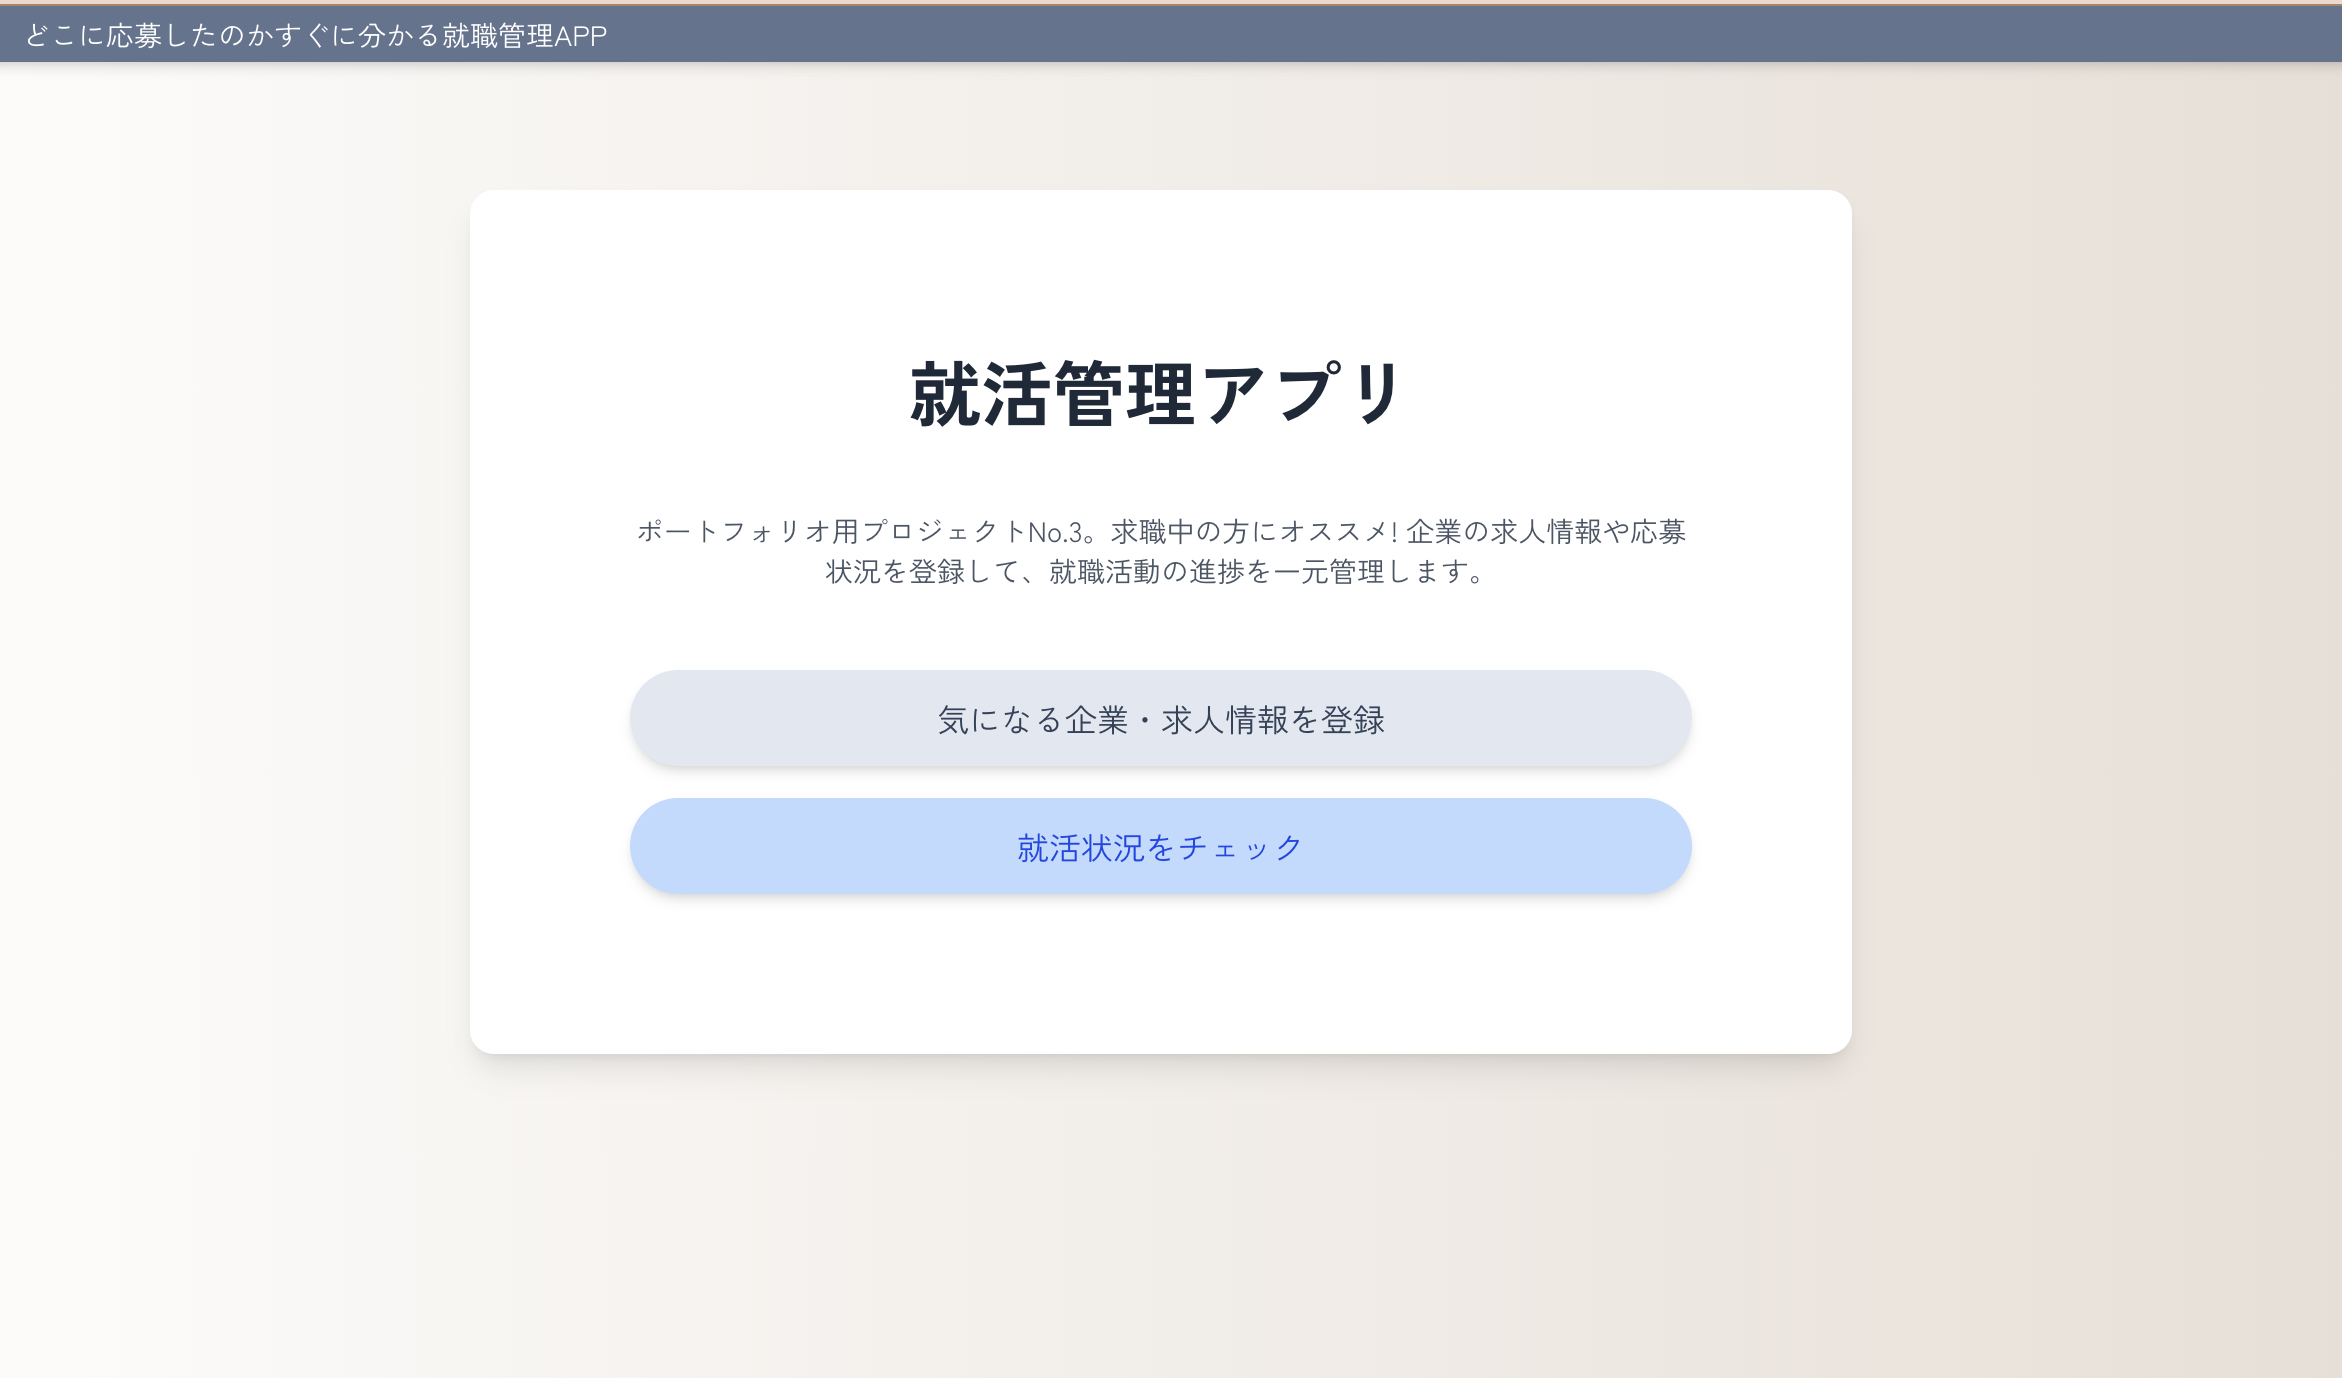 どこに応募したのかすぐに分かる就職管理APP
就活管理アプリ
ポートフォリオ用プロジェクトNo.3。求職中の方にオススメ! 企業の求人情報や応募
状況を登録して、就職活動の進捗を一元管理します。
気になる企業・求人情報を登録
就活状況をチェック